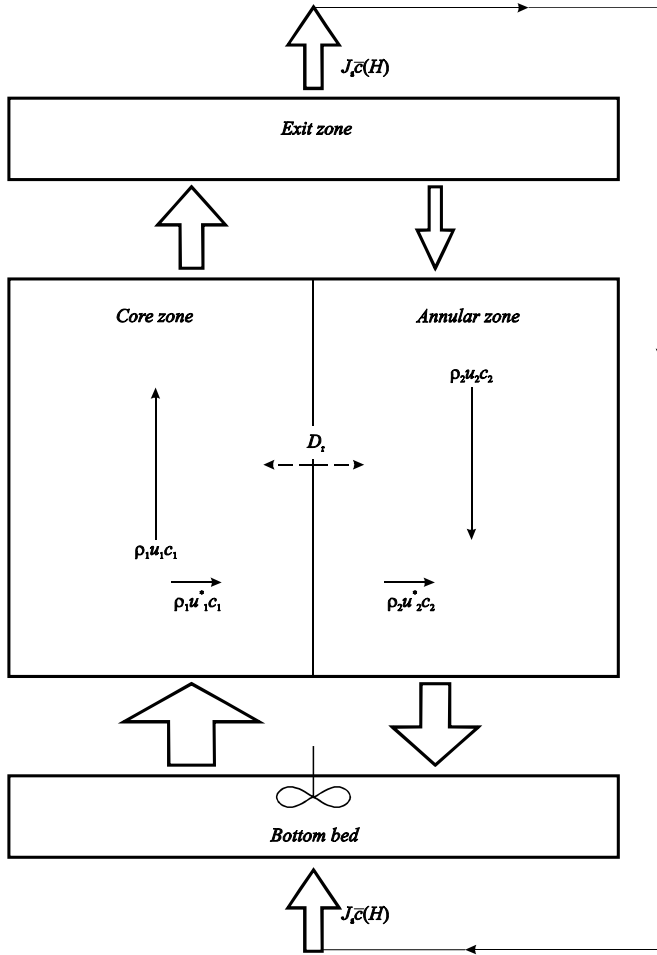 J_s c̄(H)
Exit zone
Core zone
Annular zone
ρ₂u₂c₂
D_r
ρ₁u₁c₁
ρ₁u*₁c₁
ρ₂u*₂c₂
Bottom bed
J_s c̄(H)